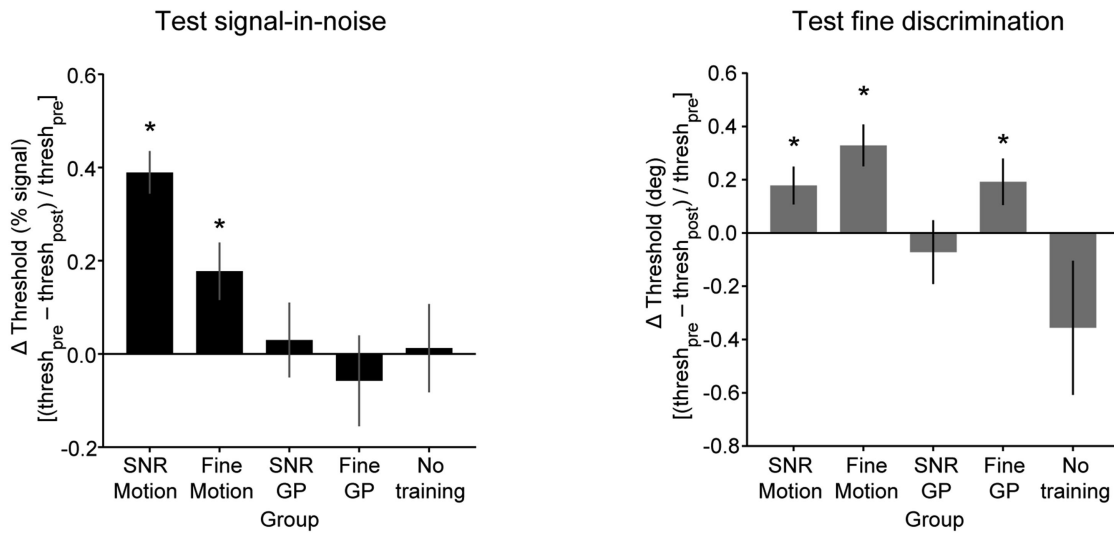 Test signal-in-noise
Δ Threshold (% signal)
[(thresh_pre – thresh_post) / thresh_pre]
0.6
*
0.4
*
0.2
0.0
-0.2
SNR Fine SNR Fine No
Motion Motion GP GP training
Group
Test fine discrimination
Δ Threshold (deg)
[(thresh_pre – thresh_post) / thresh_pre]
0.6
*
0.4
* *
0.2
0.0
-0.2
-0.4
-0.6
-0.8
SNR Fine SNR Fine No
Motion Motion GP GP training
Group